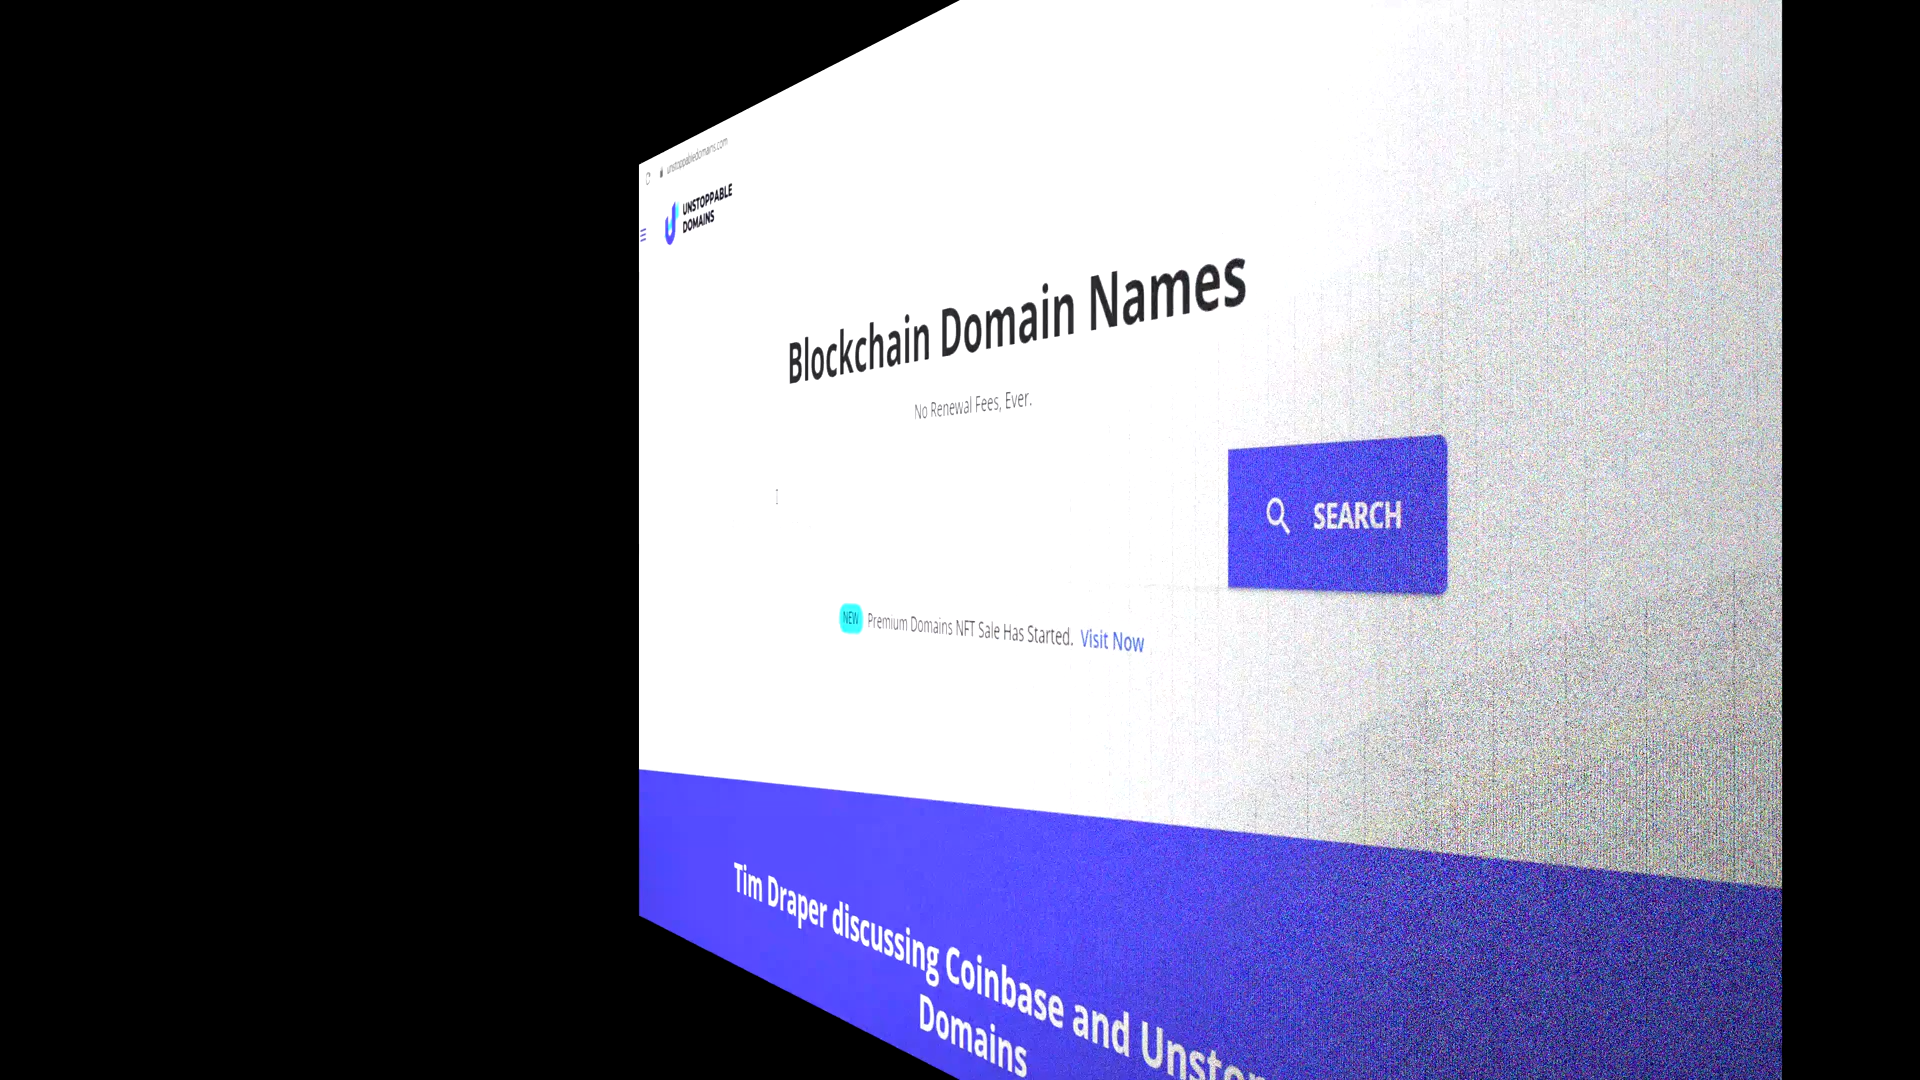 unstoppabledomains.com
UNSTOPPABLE
DOMAINS
Blockchain Domain Names
No Renewal Fees, Ever.
SEARCH
NEW Premium Domains NFT Sale Has Started. Visit Now
Tim Draper discussing Coinbase and
Domains